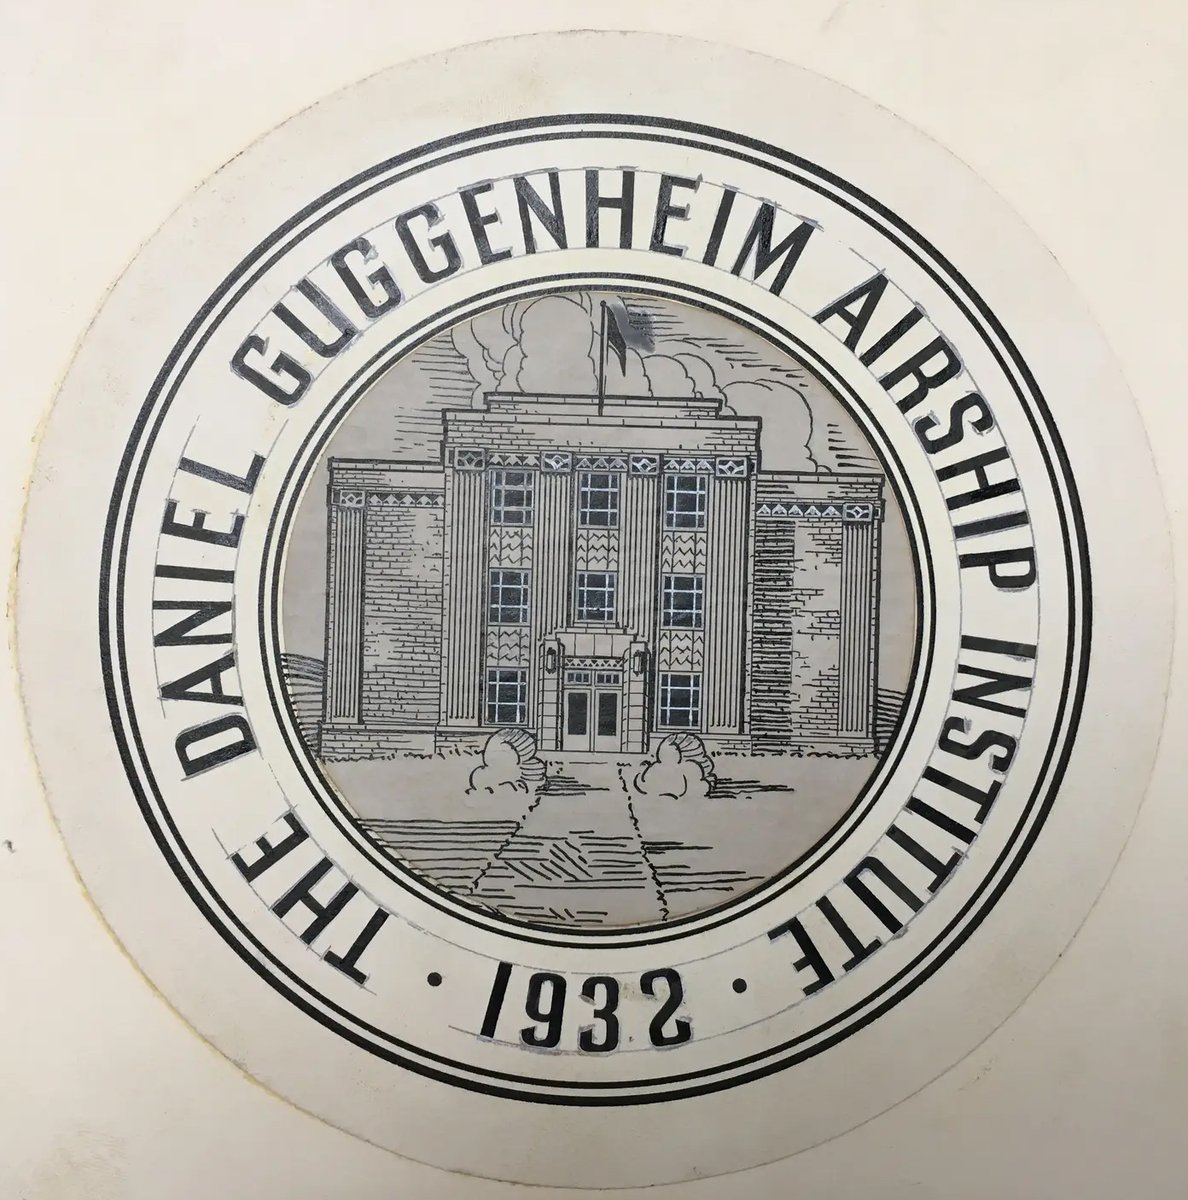 THE DANIEL GUGGENHEIM AIRSHIP INSTITUTE
· 1932 ·